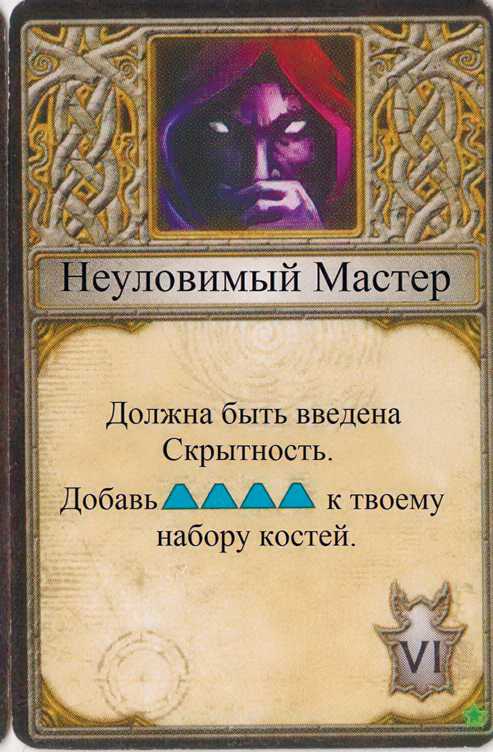 Неуловимый Мастер
Должна быть введена
Скрытность.
Добавь к твоему
набору костей.
VI